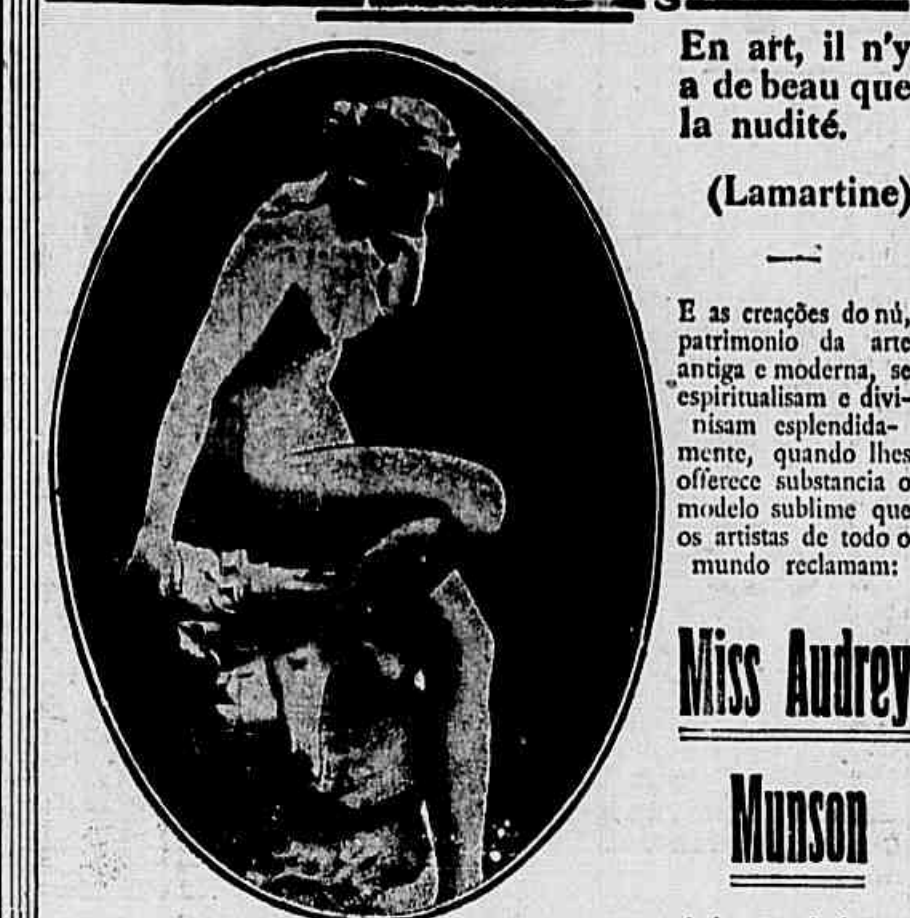 En art, il n'y
a de beau que
la nudité.
(Lamartine)
E as creações do nú,
patrimonio da arte
antiga e moderna, se
espiritualisam e divi-
nisam esplendida-
mente, quando lhes
offerece substancia o
modelo sublime que
os artistas de todo o
mundo reclamam:
Miss Audrey
Munson